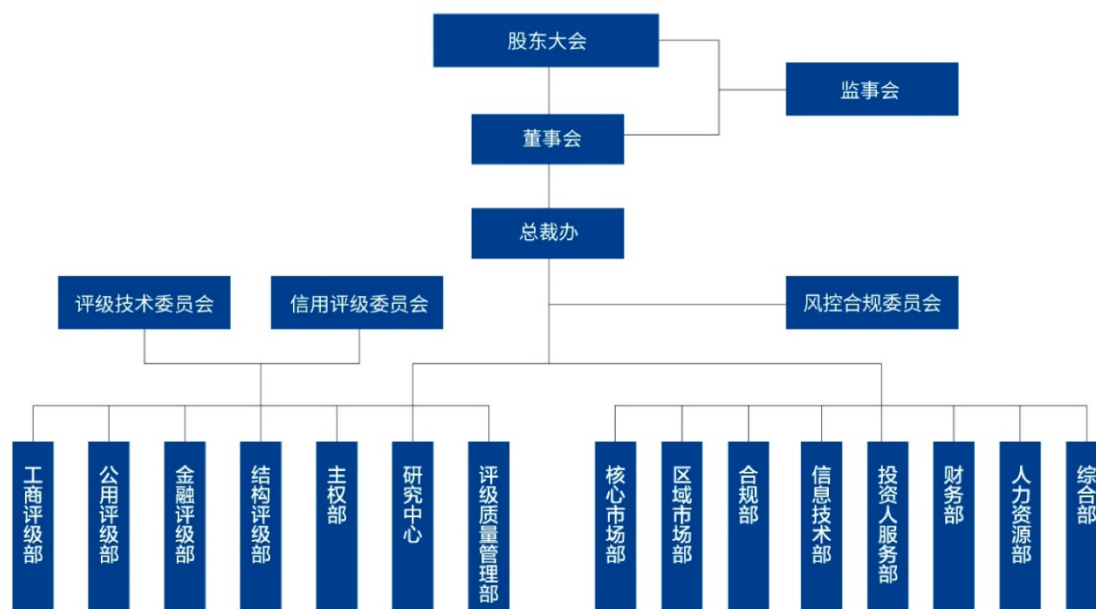 股东大会
监事会
董事会
总裁办
评级技术委员会
信用评级委员会
风控合规委员会
工商评级部
公用评级部
金融评级部
结构评级部
主权部
研究中心
评级质量管理部
核心市场部
区域市场部
合规部
信息技术部
投资人服务部
财务部
人力资源部
综合部